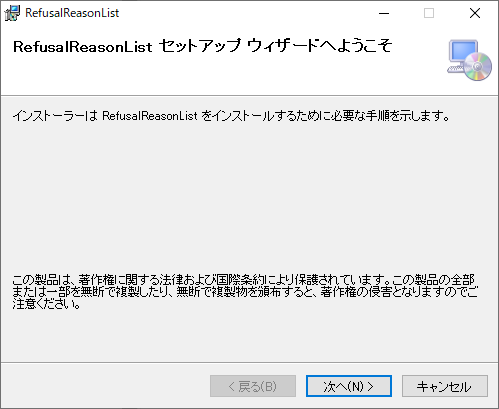 RefusalReasonList
RefusalReasonList セットアップ ウィザードへようこそ
インストーラーは RefusalReasonList をインストールするために必要な手順を示します。
この製品は、著作権に関する法律および国際条約により保護されています。この製品の全部
または一部を無断で複製したり、無断で複製物を頒布すると、著作権の侵害となりますのでご
注意ください。
< 戻る(B)
次へ(N) >
キャンセル